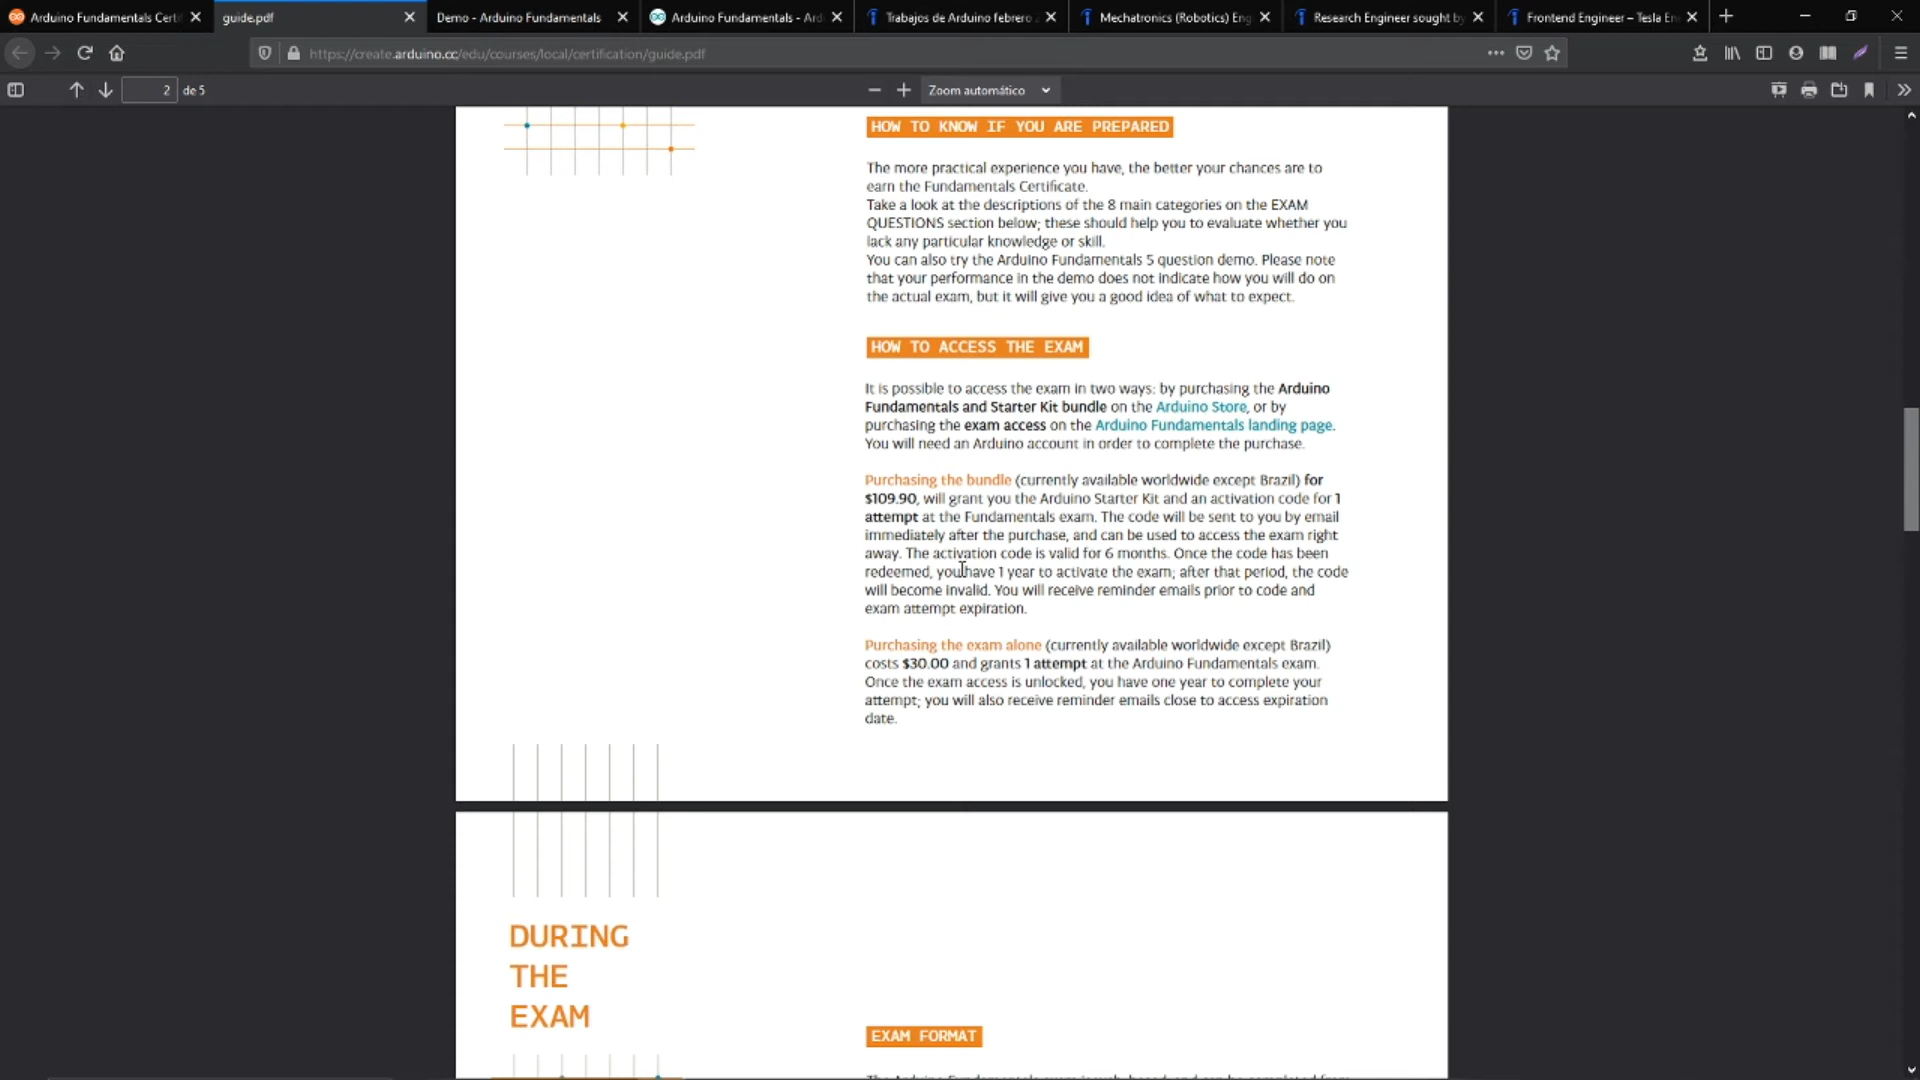 Arduino Fundamentals Certi
guide.pdf
Demo - Arduino Fundamentals
Arduino Fundamentals - Ard
Trabajos de Arduino febrero
Mechatronics (Robotics) Eng
Research Engineer sought by
Frontend Engineer – Tesla En
https://create.arduino.cc/edu/courses/local/certification/guide.pdf
2 de 5
Zoom automático
HOW TO KNOW IF YOU ARE PREPARED
The more practical experience you have, the better your chances are to
earn the Fundamentals Certificate.
Take a look at the descriptions of the 8 main categories on the EXAM
QUESTIONS section below; these should help you to evaluate whether you
lack any particular knowledge or skill.
You can also try the Arduino Fundamentals 5 question demo. Please note
that your performance in the demo does not indicate how you will do on
the actual exam, but it will give you a good idea of what to expect.
HOW TO ACCESS THE EXAM
It is possible to access the exam in two ways: by purchasing the Arduino
Fundamentals and Starter Kit bundle on the Arduino Store, or by
purchasing the exam access on the Arduino Fundamentals landing page.
You will need an Arduino account in order to complete the purchase.
Purchasing the bundle (currently available worldwide except Brazil) for
$109.90, will grant you the Arduino Starter Kit and an activation code for 1
attempt at the Fundamentals exam. The code will be sent to you by email
immediately after the purchase, and can be used to access the exam right
away. The activation code is valid for 6 months. Once the code has been
redeemed, you have 1 year to activate the exam; after that period, the code
will become invalid. You will receive reminder emails prior to code and
exam attempt expiration.
Purchasing the exam alone (currently available worldwide except Brazil)
costs $30.00 and grants 1 attempt at the Arduino Fundamentals exam.
Once the exam access is unlocked, you have one year to complete your
attempt; you will also receive reminder emails close to access expiration
date.
DURING
THE
EXAM
EXAM FORMAT